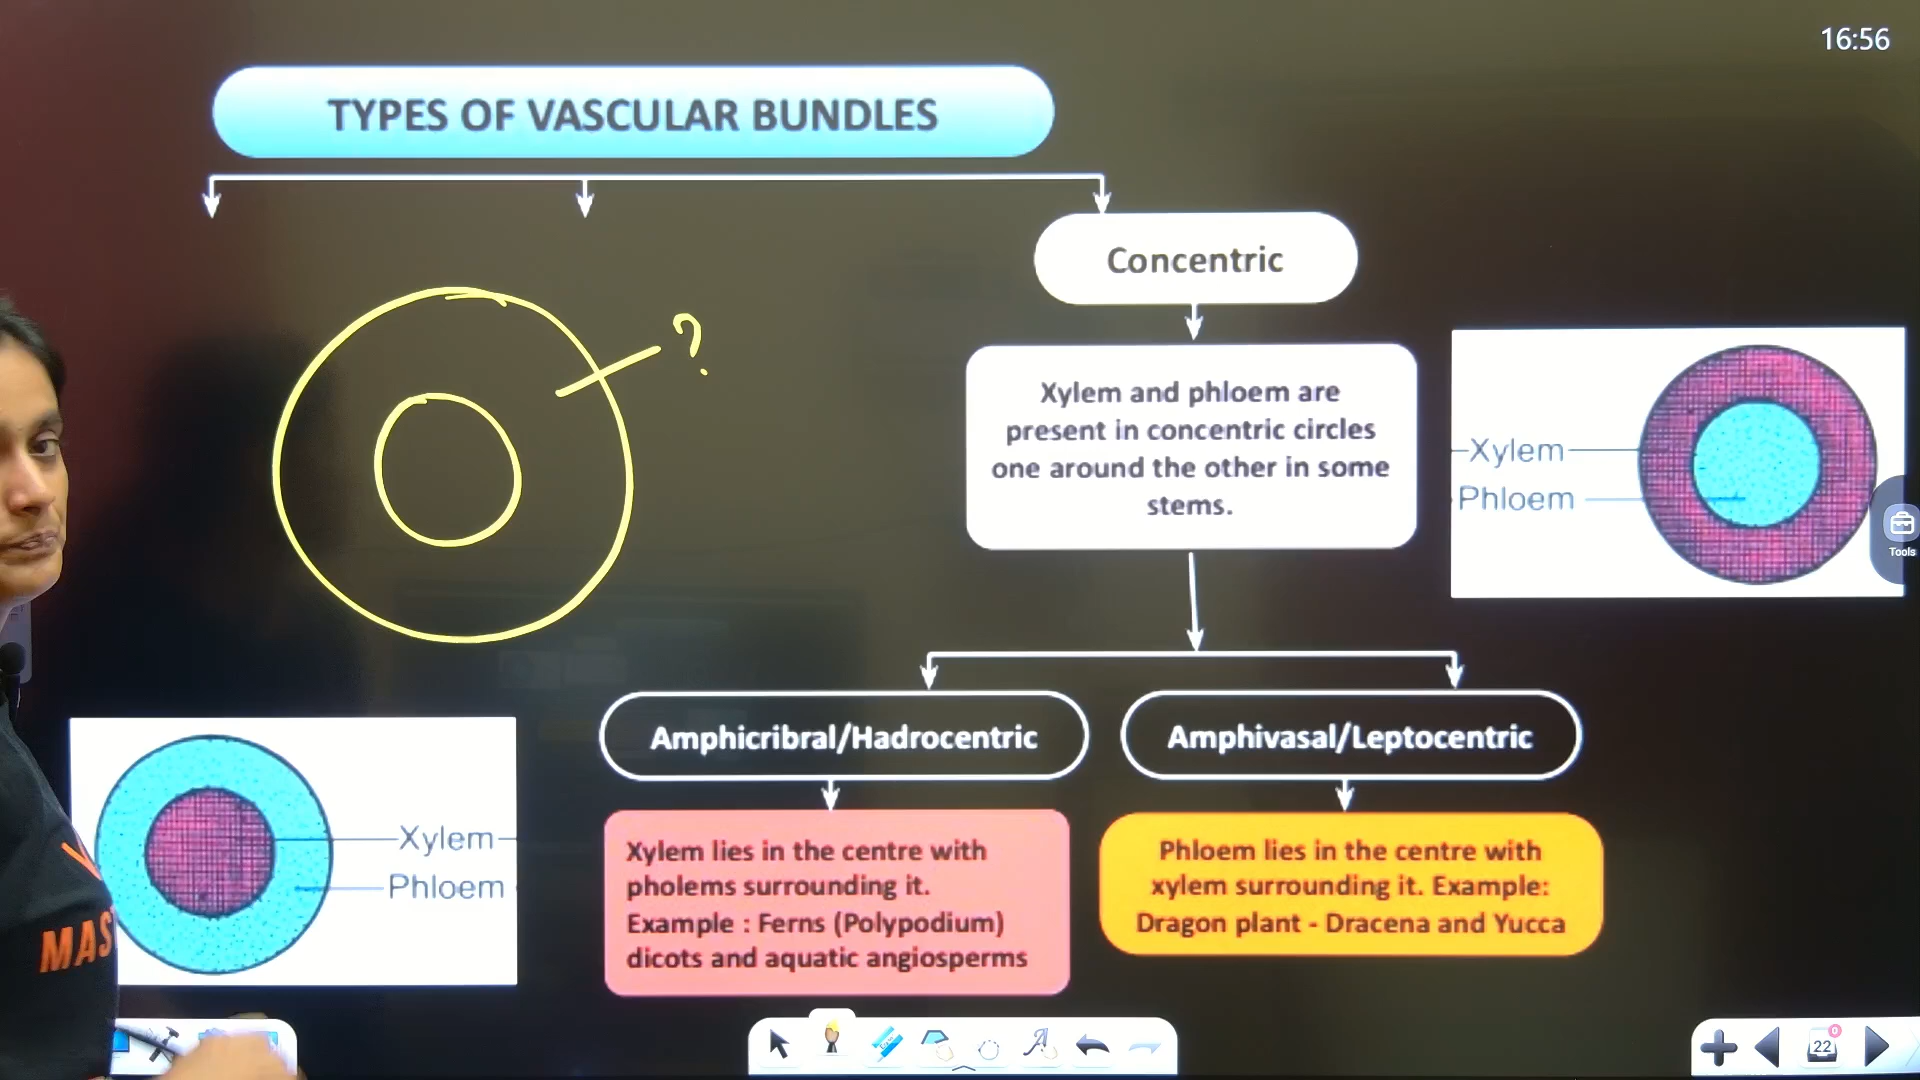 16:56
TYPES OF VASCULAR BUNDLES
Concentric
?
Xylem and phloem are
present in concentric circles
one around the other in some
stems.
Xylem
Phloem
Tools
Amphicribral/Hadrocentric
Amphivasal/Leptocentric
Xylem
Phloem
Xylem lies in the centre with
pholems surrounding it.
Example : Ferns (Polypodium)
dicots and aquatic angiosperms
Phloem lies in the centre with
xylem surrounding it. Example:
Dragon plant - Dracena and Yucca
MAS
0
22